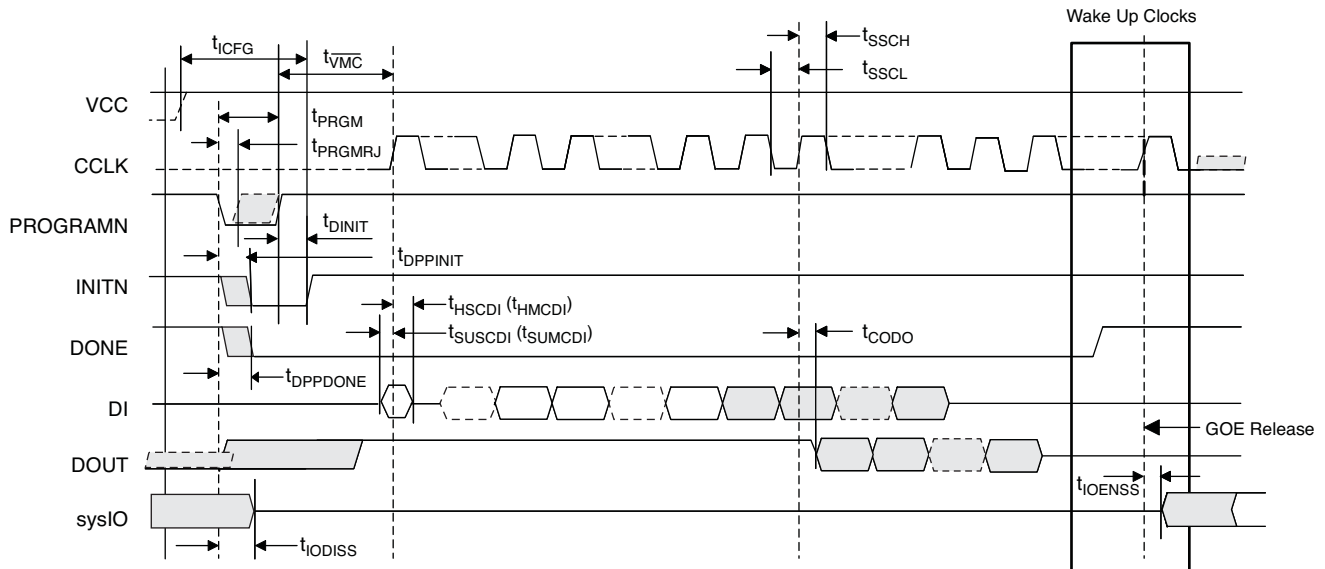 Wake Up Clocks
tICFG
tVMC
tSSCH
tSSCL
VCC
tPRGM
tPRGMRJ
CCLK
PROGRAMN
tDINIT
tDPPINIT
INITN
tHSCDI (tHMCDI)
tSUSCDI (tSUMCDI)
tCODO
DONE
tDPPDONE
DI
GOE Release
DOUT
tIOENSS
sysIO
tIODISS